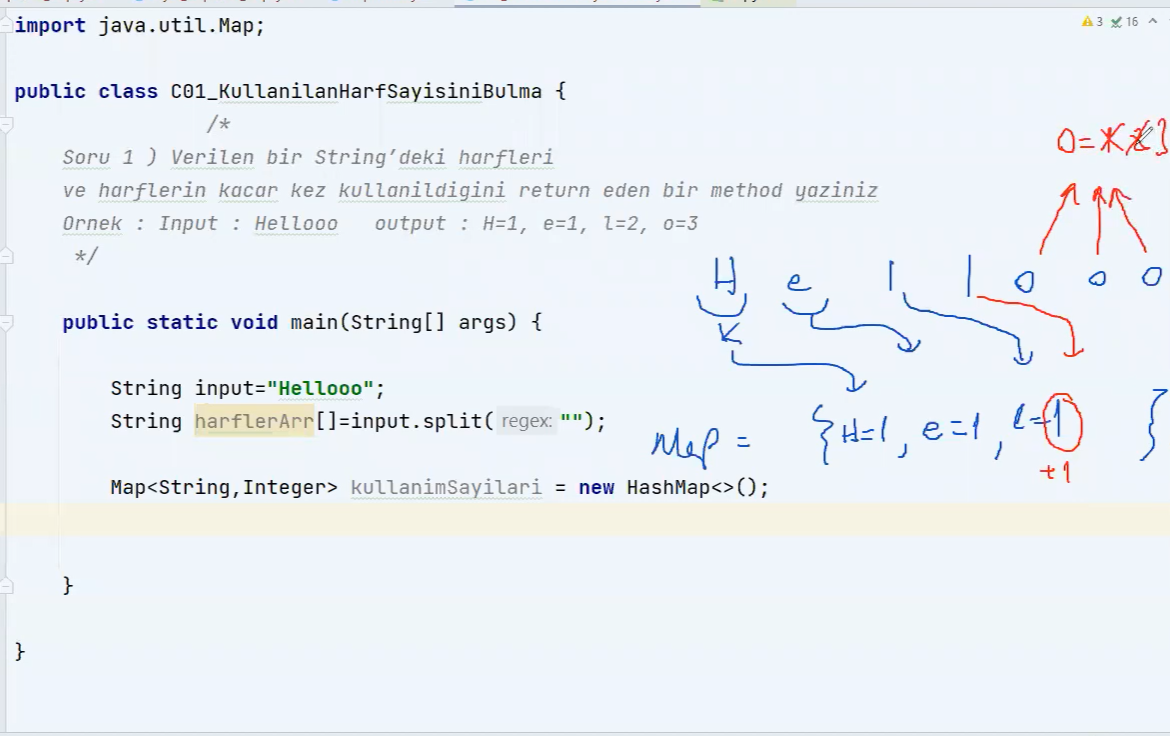 import java.util.Map;
3 16
public class C01_KullanilanHarfSayisiniBulma {
/*
Soru 1 ) Verilen bir String'deki harfleri
ve harflerin kacar kez kullanildigini return eden bir method yaziniz
Ornek : Input : Hellooo output : H=1, e=1, l=2, o=3
*/
H e l l o o o
public static void main(String[] args) {
String input="Hellooo";
String harflerArr[]=input.split( regex: "");
Map = {H=1, e=1, l=1 }
+1
Map<String,Integer> kullanimSayilari = new HashMap<>();
}
}